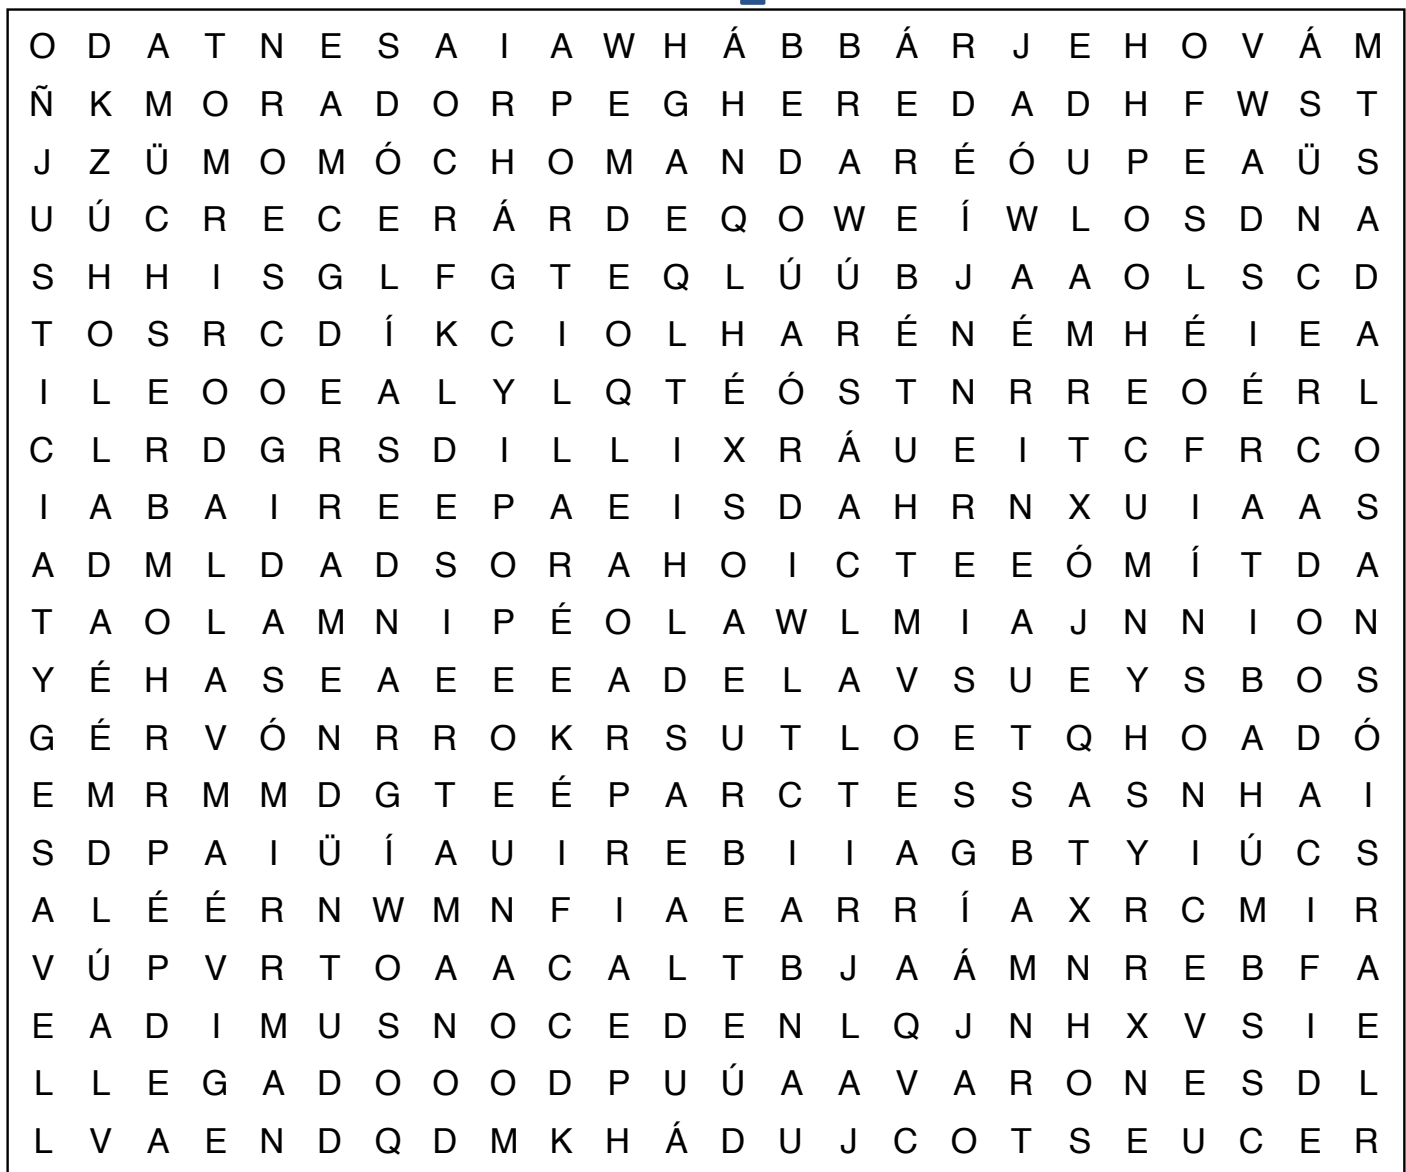 O D A T N E S A I A W H Á B B Á R J E H O V Á M
Ñ K M O R A D O R P E G H E R E D A D H F W S T
J Z Ü M O M Ó C H O M A N D A R É Ó U P E A Ü S
U Ú C R E C E R Á R D E Q O W E Í W L O S D N A
S H H I S G L F G T E Q L Ú Ú B J A A O L S C D
T O S R C D Í K C I O L H A R É N É M H É I E A
I L E O O E A L Y L Q T É Ó S T N R R E O É R L
C L R D G R S D I L L I X R Á U E I T C F R C O
I A B A I R E E P A E I S D A H R N X U I A A S
A D M L D A D S O R A H O I C T E E Ó M Í T D A
T A O L A M N I P É O L A W L M I A J N N I O N
Y É H A S E A E E E A D E L A V S U E Y S B O S
G É R V Ó N R R O K R S U T L O E T Q H O A D Ó
E M R M M D G T E É P A R C T E S S A S N H A I
S D P A I Ü Í A U I R E B I I A G B T Y I Ú C S
A L É É R N W M N F I A E A R R Í A X R C M I R
V Ú P V R T O A A C A L T B J A Á M N R E B F A
E A D I M U S N O C E D E N L Q J N H X V S I E
L L E G A D O O O D P U Ú A A V A R O N E S D L
L V A E N D Q D M K H Á D U J C O T S E U C E R